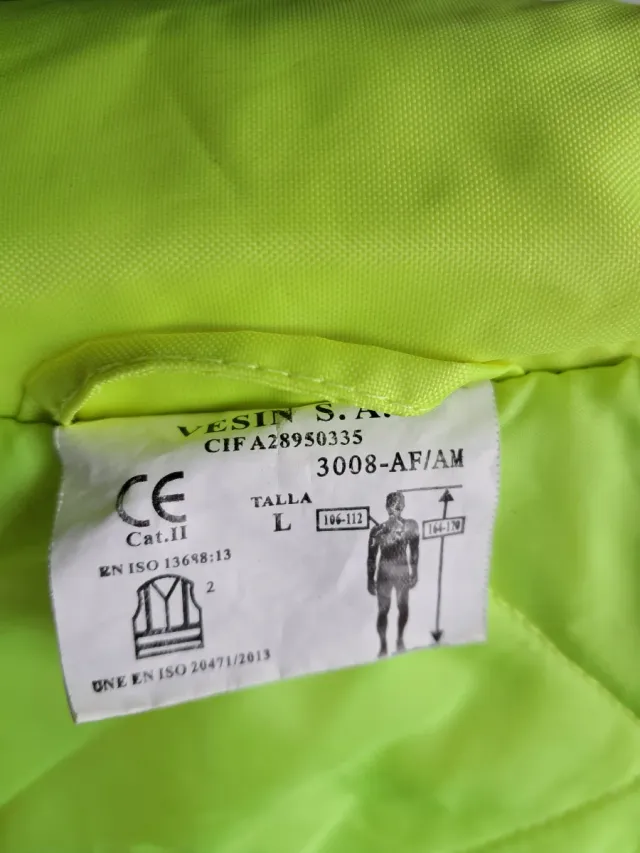 VESIN S.A.
CIF A28950335
3008-AF/AM
CE
Cat.II
TALLA
L
106-112
164-170
EN ISO 13688:13
2
UNE EN ISO 20471/2013